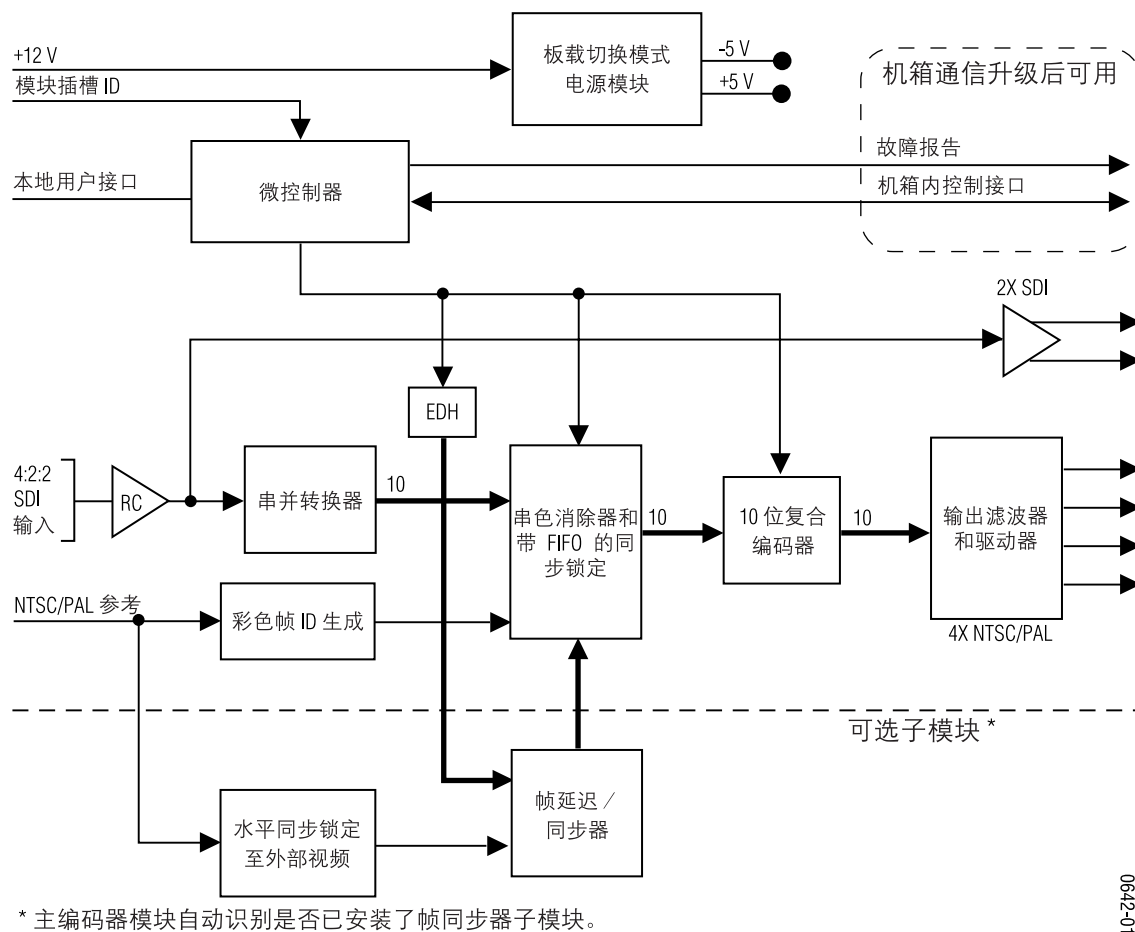 +12 V
模块插槽 ID
板载切换模式
电源模块
-5 V
+5 V
机箱通信升级后可用
故障报告
机箱内控制接口
本地用户接口
微控制器
2X SDI
EDH
4:2:2
SDI
输入
RC
串并转换器
10
串色消除器和
带 FIFO 的同
步锁定
10
10 位复合
编码器
10
输出滤波器
和驱动器
4X NTSC/PAL
NTSC/PAL 参考
彩色帧 ID 生成
可选子模块 *
水平同步锁定
至外部视频
帧延迟／
同步器
* 主编码器模块自动识别是否已安装了帧同步器子模块。
0642-01